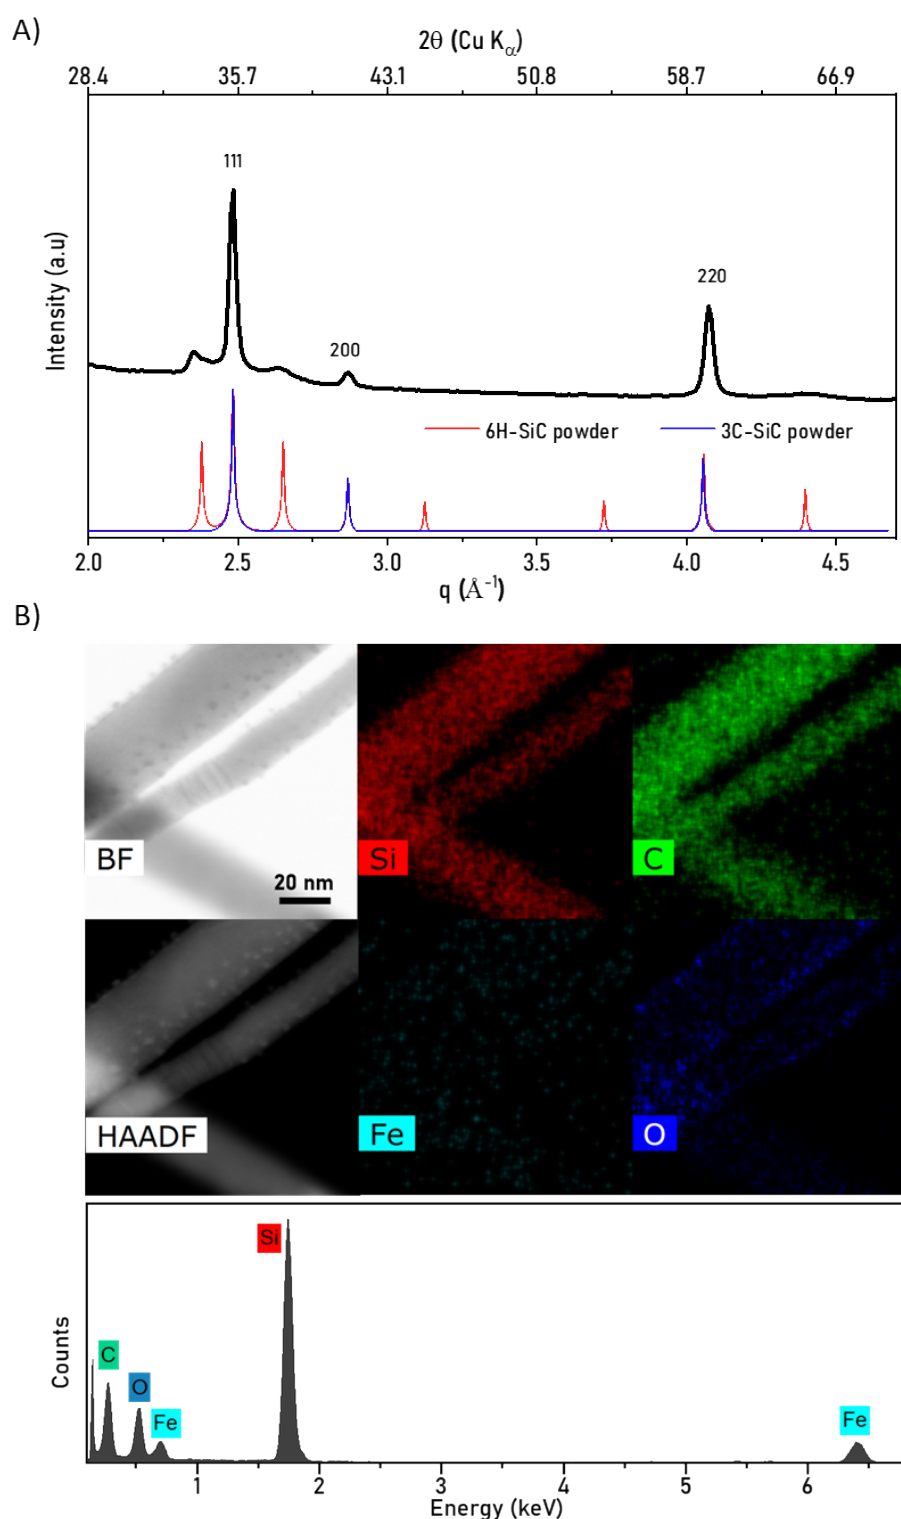 A)
2θ (Cu Kα)
28.4 35.7 43.1 50.8 58.7 66.9
111
200
220
Intensity (a.u)
6H-SiC powder 3C-SiC powder
2.0 2.5 3.0 3.5 4.0 4.5
q (Å⁻¹)
B)
BF
20 nm
Si
C
HAADF
Fe
O
Si
C
O
Fe
Fe
Counts
1 2 3 4 5 6
Energy (keV)